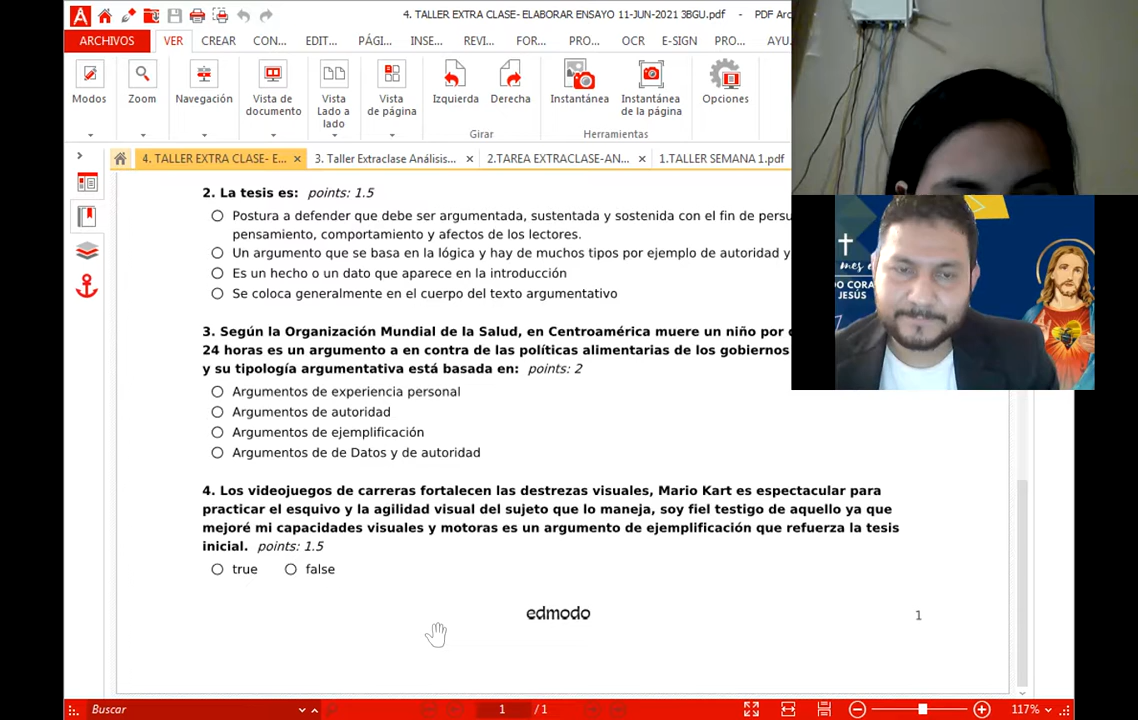 4. TALLER EXTRA CLASE- ELABORAR ENSAYO 11-JUN-2021 3BGU.pdf - PDF Arc
ARCHIVOS VER CREAR CON... EDIT... PÁGI... INSE... REVI... FOR... PRO... OCR E-SIGN PRO... AYU.
Modos Zoom Navegación Vista de documento Vista Lado a lado Vista de página Izquierda Derecha Instantánea Instantánea de la página Opciones
Girar Herramientas
4. TALLER EXTRA CLASE- E... 3. Taller Extraclase Análisis... 2.TAREA EXTRACLASE-AN... 1.TALLER SEMANA 1.pdf
2. La tesis es: points: 1.5
Postura a defender que debe ser argumentada, sustentada y sostenida con el fin de persu
pensamiento, comportamiento y afectos de los lectores.
Un argumento que se basa en la lógica y hay de muchos tipos por ejemplo de autoridad y
Es un hecho o un dato que aparece en la introducción
Se coloca generalmente en el cuerpo del texto argumentativo
3. Según la Organización Mundial de la Salud, en Centroamérica muere un niño por
24 horas es un argumento a en contra de las políticas alimentarias de los gobiernos
y su tipología argumentativa está basada en: points: 2
Argumentos de experiencia personal
Argumentos de autoridad
Argumentos de ejemplificación
Argumentos de de Datos y de autoridad
4. Los videojuegos de carreras fortalecen las destrezas visuales, Mario Kart es espectacular para
practicar el esquivo y la agilidad visual del sujeto que lo maneja, soy fiel testigo de aquello ya que
mejoré mi capacidades visuales y motoras es un argumento de ejemplificación que refuerza la tesis
inicial. points: 1.5
true false
edmodo 1
Buscar 1 / 1 117%
mes
DO CORA
JESÚS